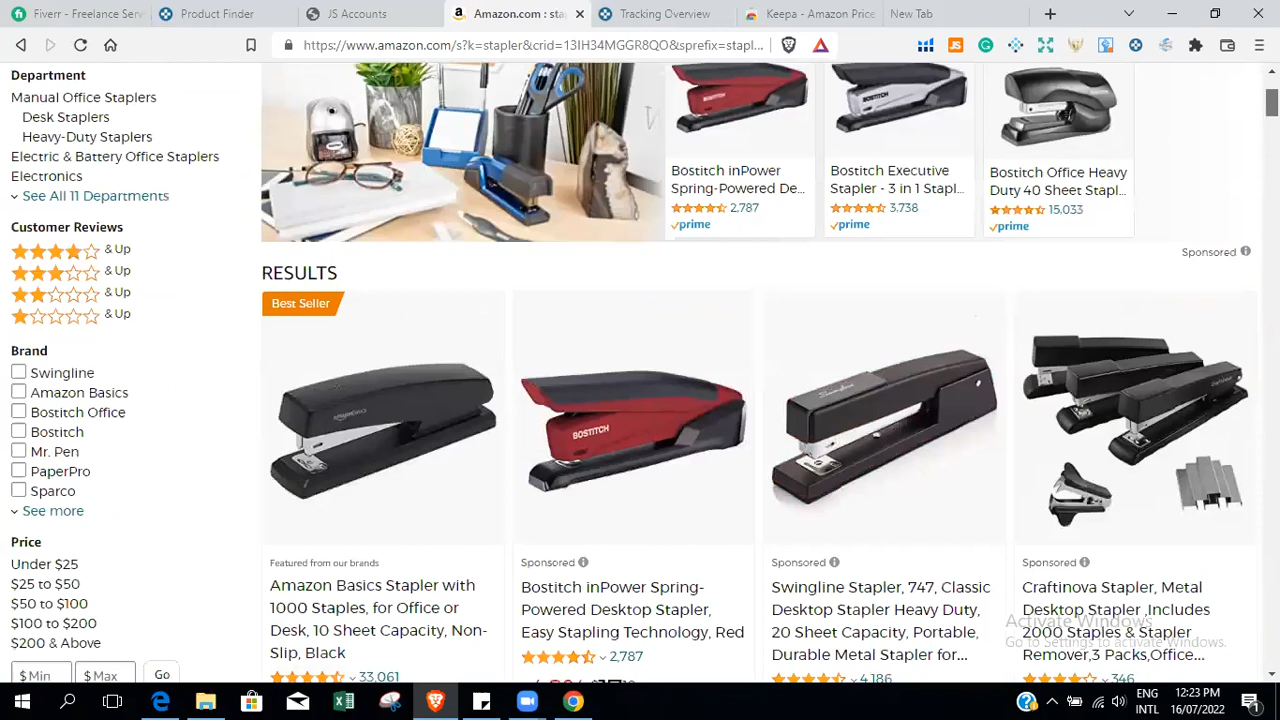 Fiverr - Freelance Serv
Product Finder
JS Accounts
Amazon.com : sta
Tracking Overview
Keepa - Amazon Price
New Tab
https://www.amazon.com/s?k=stapler&crid=13IH34MGGR8QO&sprefix=stapl...
Department
Manual Office Staplers
Desk Staplers
Heavy-Duty Staplers
Electric & Battery Office Staplers
Electronics
See All 11 Departments
Customer Reviews
& Up
& Up
& Up
& Up
Brand
Swingline
Amazon Basics
Bostitch Office
Bostitch
Mr. Pen
PaperPro
Sparco
See more
Price
Under $25
$25 to $50
$50 to $100
$100 to $200
$200 & Above
$ Min
$ Max
Go
BOSTITCH
Bostitch inPower
Spring-Powered De...
2,787
prime
BOSTITCH
Bostitch Executive
Stapler - 3 in 1 Stapl...
3,738
prime
Bostitch Office Heavy
Duty 40 Sheet Stapl...
15,033
prime
Sponsored
RESULTS
Best Seller
Featured from our brands
Amazon Basics Stapler with
1000 Staples, for Office or
Desk, 10 Sheet Capacity, Non-
Slip, Black
33,061
BOSTITCH
Sponsored
Bostitch inPower Spring-
Powered Desktop Stapler,
Easy Stapling Technology, Red
2,787
Swingline
Sponsored
Swingline Stapler, 747, Classic
Desktop Stapler Heavy Duty,
20 Sheet Capacity, Portable,
Durable Metal Stapler for...
4,186
Sponsored
Craftinova Stapler, Metal
Desktop Stapler ,Includes
2000 Staples & Stapler
Remover,3 Packs,Office...
346
Activate Windows
Go to Settings to activate Windows.
ENG
INTL
12:23 PM
16/07/2022
1